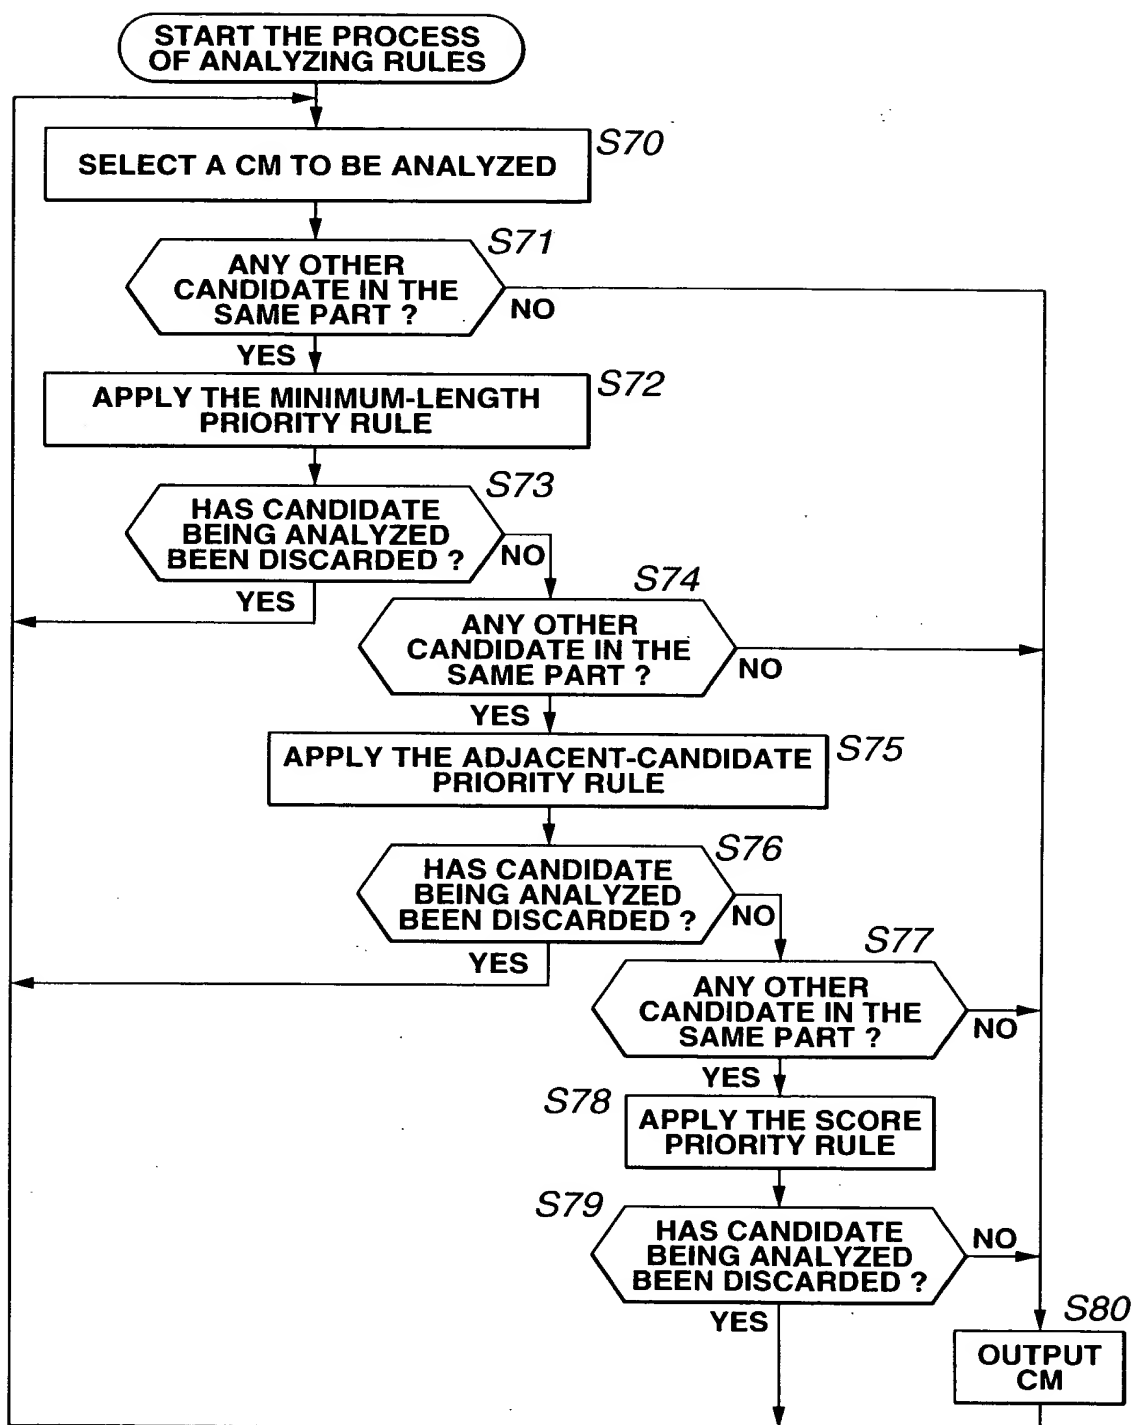 START THE PROCESS
OF ANALYZING RULES
S70
SELECT A CM TO BE ANALYZED
S71
ANY OTHER
CANDIDATE IN THE
SAME PART ?
NO
YES
S72
APPLY THE MINIMUM-LENGTH
PRIORITY RULE
S73
HAS CANDIDATE
BEING ANALYZED
BEEN DISCARDED ?
NO
YES
S74
ANY OTHER
CANDIDATE IN THE
SAME PART ?
NO
YES
S75
APPLY THE ADJACENT-CANDIDATE
PRIORITY RULE
S76
HAS CANDIDATE
BEING ANALYZED
BEEN DISCARDED ?
NO
YES
S77
ANY OTHER
CANDIDATE IN THE
SAME PART ?
NO
YES
S78
APPLY THE SCORE
PRIORITY RULE
S79
HAS CANDIDATE
BEING ANALYZED
BEEN DISCARDED ?
NO
YES
S80
OUTPUT
CM